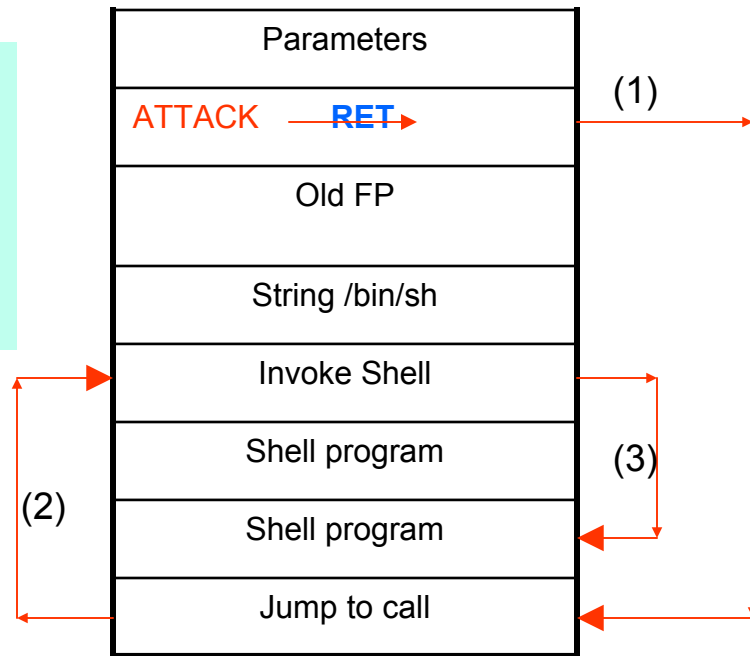 Parameters
ATTACK RET
(1)
Old FP
String /bin/sh
Invoke Shell
Shell program
(3)
(2)
Shell program
Jump to call